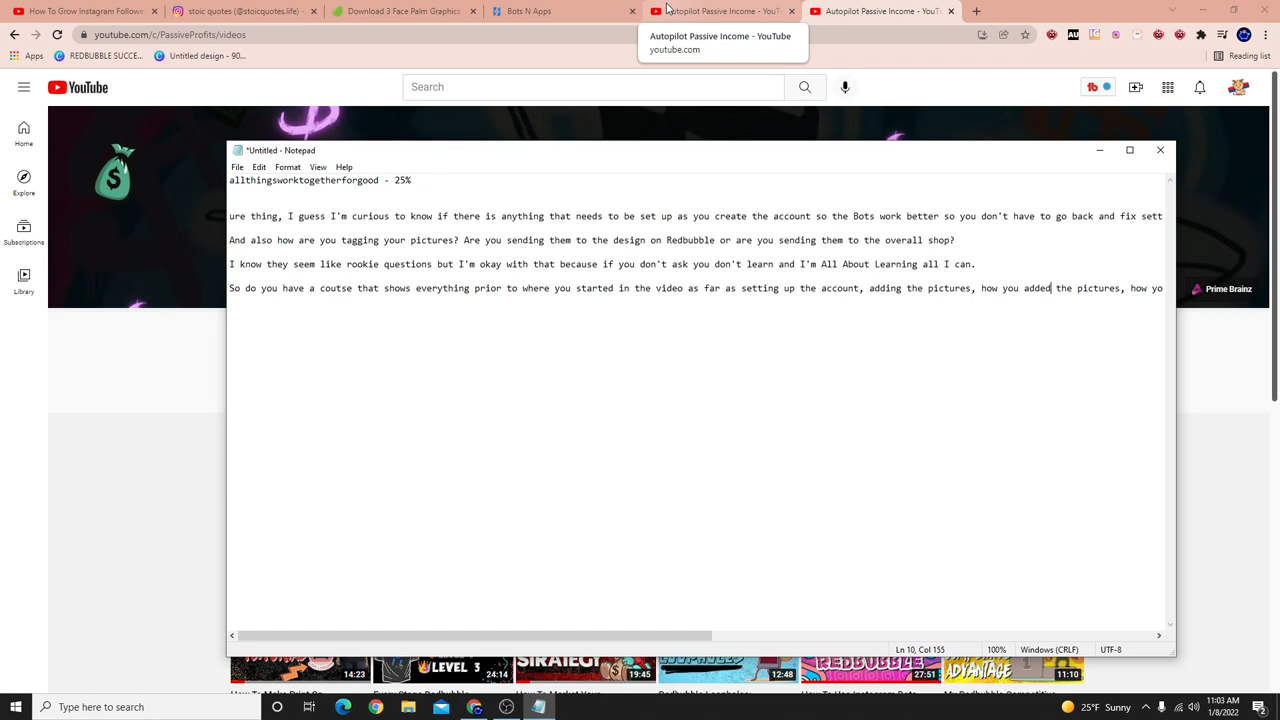 How To Grow Instagram Follower
stoic quotes (@stoicquotes.life) -
Download 3 Face Palm Graphics
Bots N Apps
Autopilot Passive Income - YouTu
Autopilot Passive Income - YouTu
youtube.com/c/PassiveProfits/videos
Autopilot Passive Income - YouTube
youtube.com
Apps
REDBUBBLE SUCCE...
Untitled design - 90...
Reading list
YouTube
Search
Home
Explore
Subscriptions
Library
*Untitled - Notepad
File Edit Format View Help
allthingsworktogetherforgood - 25%
ure thing, I guess I'm curious to know if there is anything that needs to be set up as you create the account so the Bots work better so you don't have to go back and fix sett
And also how are you tagging your pictures? Are you sending them to the design on Redbubble or are you sending them to the overall shop?
I know they seem like rookie questions but I'm okay with that because if you don't ask you don't learn and I'm All About Learning all I can.
So do you have a coutse that shows everything prior to where you started in the video as far as setting up the account, adding the pictures, how you added the pictures, how yo
Prime Brainz
Ln 10, Col 155
100%
Windows (CRLF)
UTF-8
LEVEL 3
STRATEGY
REDBUBBLE
ADVANTAGE
14:23
24:14
19:45
12:48
27:51
11:10
Type here to search
25°F Sunny
11:03 AM
1/8/2022